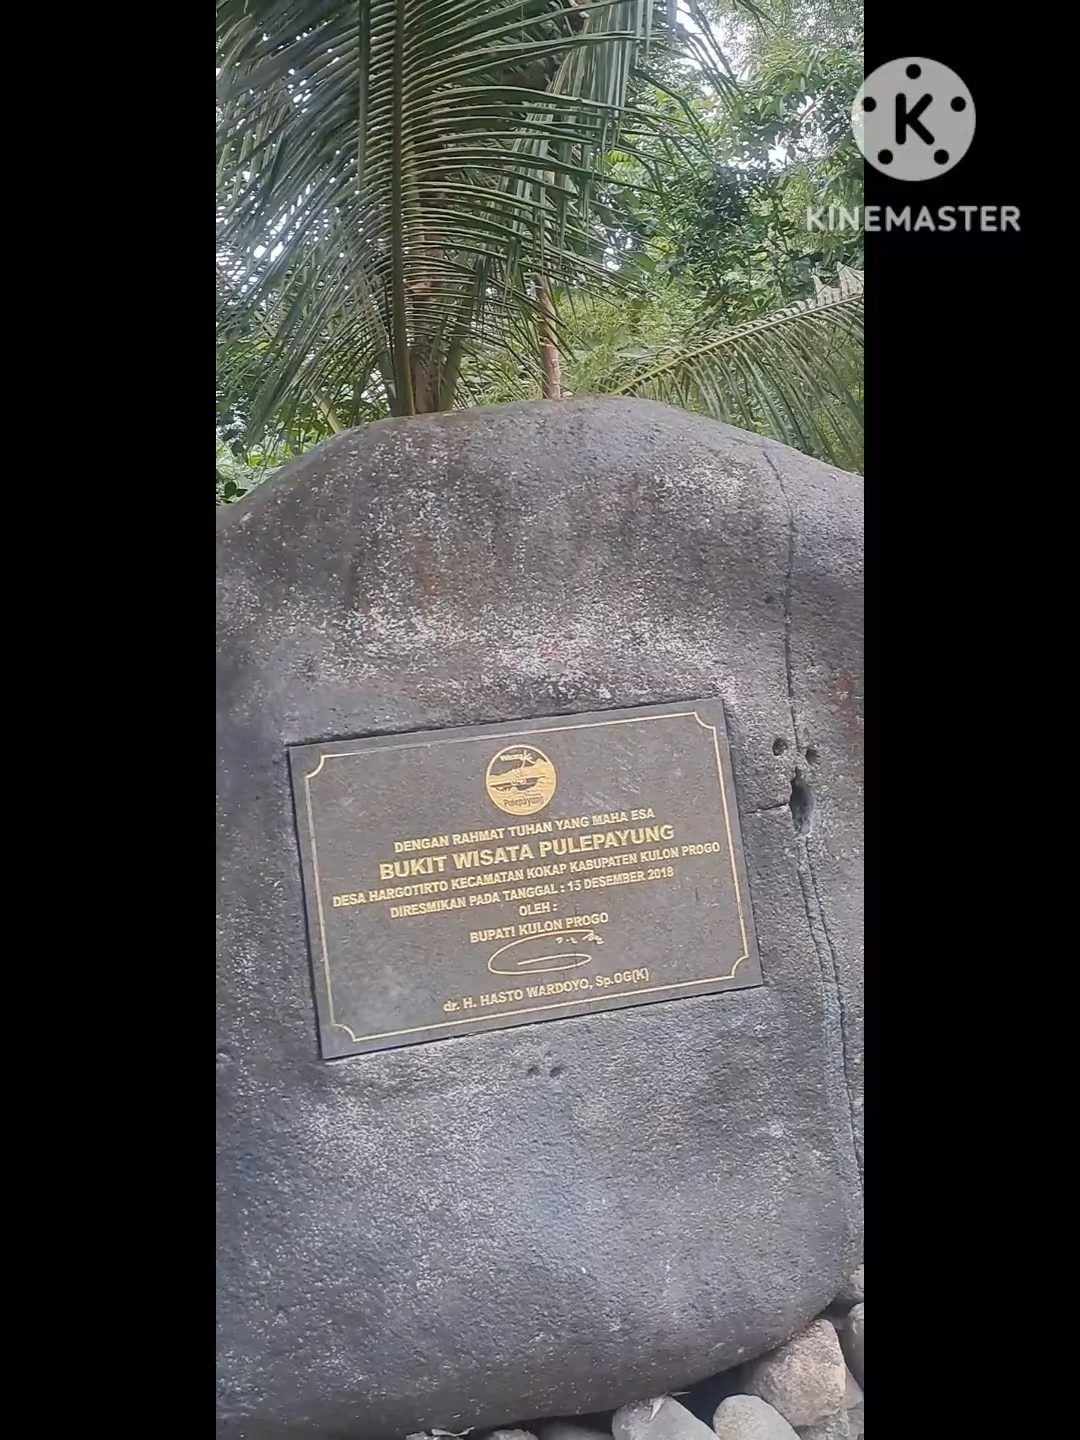 KINEMASTER
Pulepayung
DENGAN RAHMAT TUHAN YANG MAHA ESA
BUKIT WISATA PULEPAYUNG
DESA HARGOTIRTO KECAMATAN KOKAP KABUPATEN KULON PROGO
DIRESMIKAN PADA TANGGAL : 15 DESEMBER 2018
OLEH :
BUPATI KULON PROGO
dr. H. HASTO WARDOYO, Sp.OG(K)